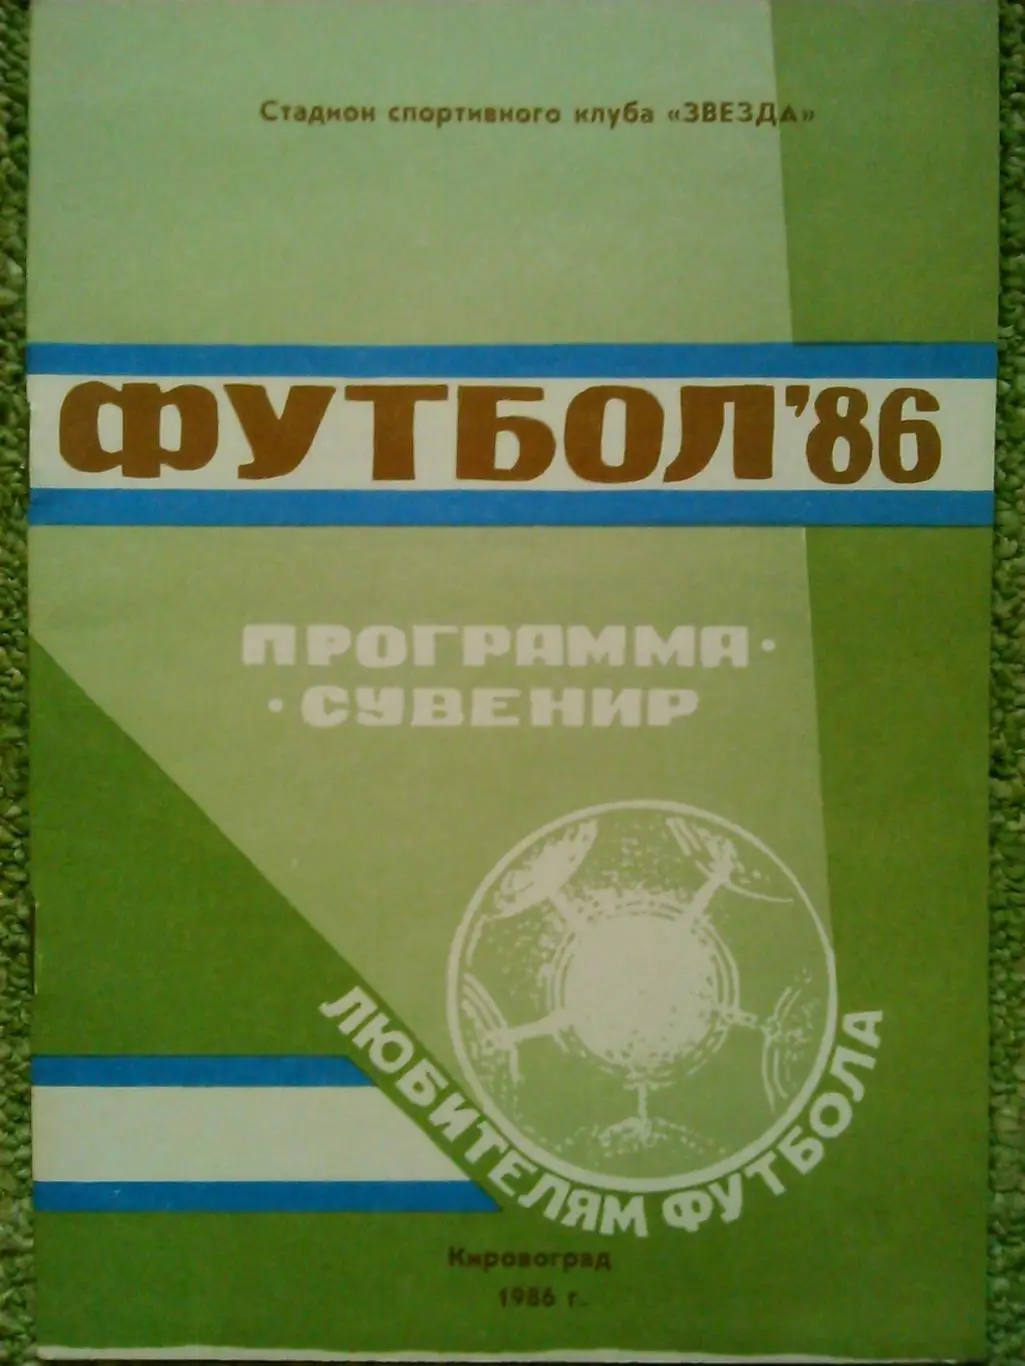 Стадион спортивного клуба «ЗВЕЗДА»
ФУТБОЛ'86
ПРОГРАММА·
·СУВЕНИР
ЛЮБИТЕЛЯМ ФУТБОЛА
Кировоград
1986 г.